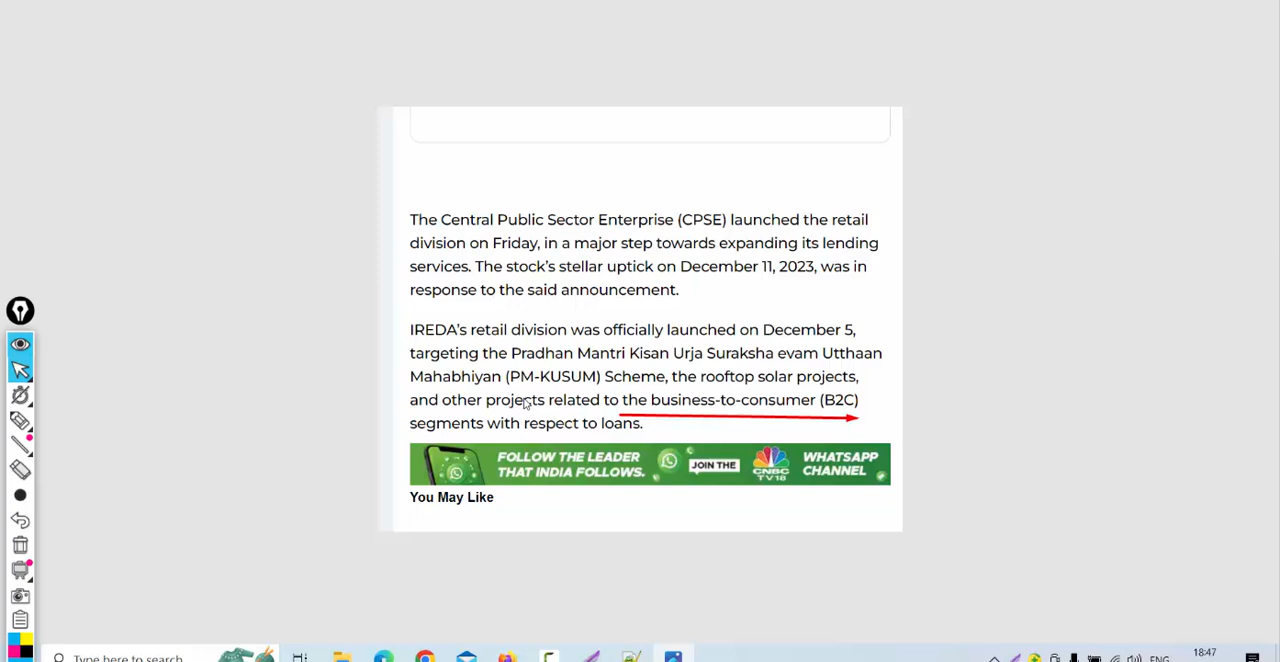 The Central Public Sector Enterprise (CPSE) launched the retail
division on Friday, in a major step towards expanding its lending
services. The stock's stellar uptick on December 11, 2023, was in
response to the said announcement.
IREDA's retail division was officially launched on December 5,
targeting the Pradhan Mantri Kisan Urja Suraksha evam Utthaan
Mahabhiyan (PM-KUSUM) Scheme, the rooftop solar projects,
and other projects related to the business-to-consumer (B2C)
segments with respect to loans.
FOLLOW THE LEADER
THAT INDIA FOLLOWS.
JOIN THE
CNBC
TV18
WHATSAPP
CHANNEL
You May Like
Type here to search
ENG
18:47